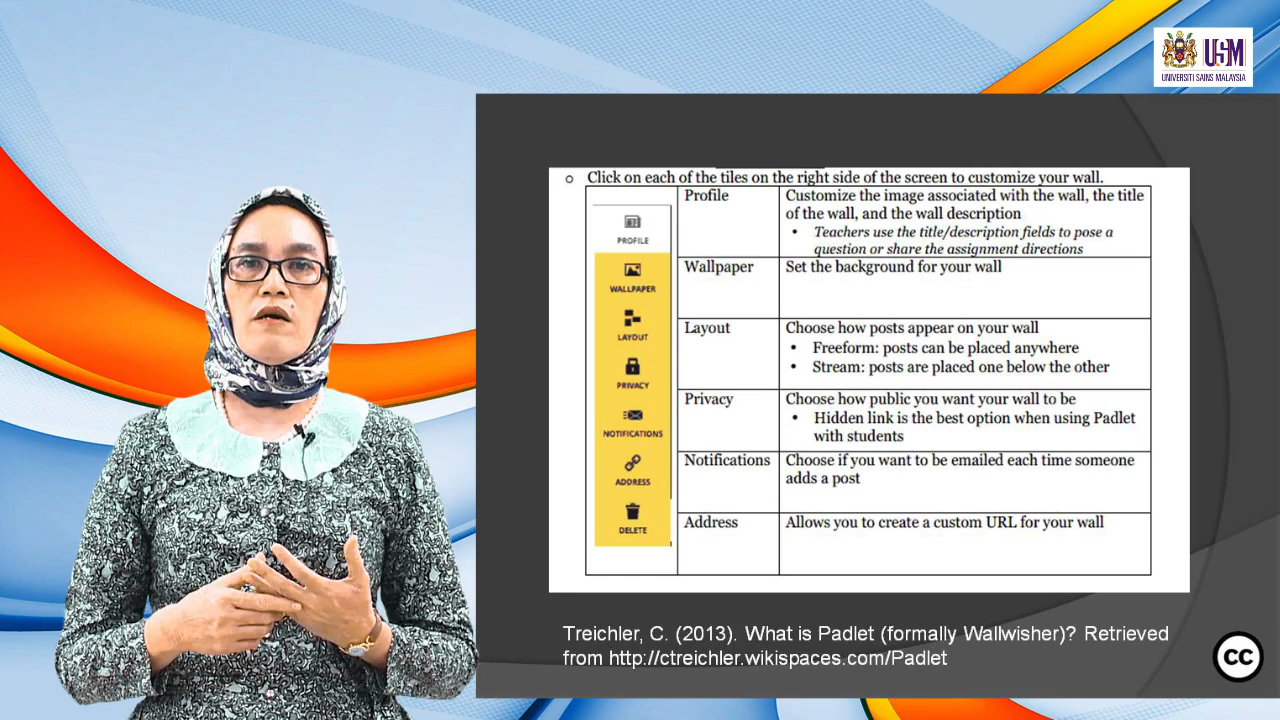 USM
UNIVERSITI SAINS MALAYSIA
o Click on each of the tiles on the right side of the screen to customize your wall.
PROFILE
WALLPAPER
LAYOUT
PRIVACY
NOTIFICATIONS
ADDRESS
DELETE
Profile
Customize the image associated with the wall, the title
of the wall, and the wall description
• Teachers use the title/description fields to pose a
question or share the assignment directions
Wallpaper
Set the background for your wall
Layout
Choose how posts appear on your wall
• Freeform: posts can be placed anywhere
• Stream: posts are placed one below the other
Privacy
Choose how public you want your wall to be
• Hidden link is the best option when using Padlet
with students
Notifications
Choose if you want to be emailed each time someone
adds a post
Address
Allows you to create a custom URL for your wall
Treichler, C. (2013). What is Padlet (formally Wallwisher)? Retrieved
from http://ctreichler.wikispaces.com/Padlet
cc